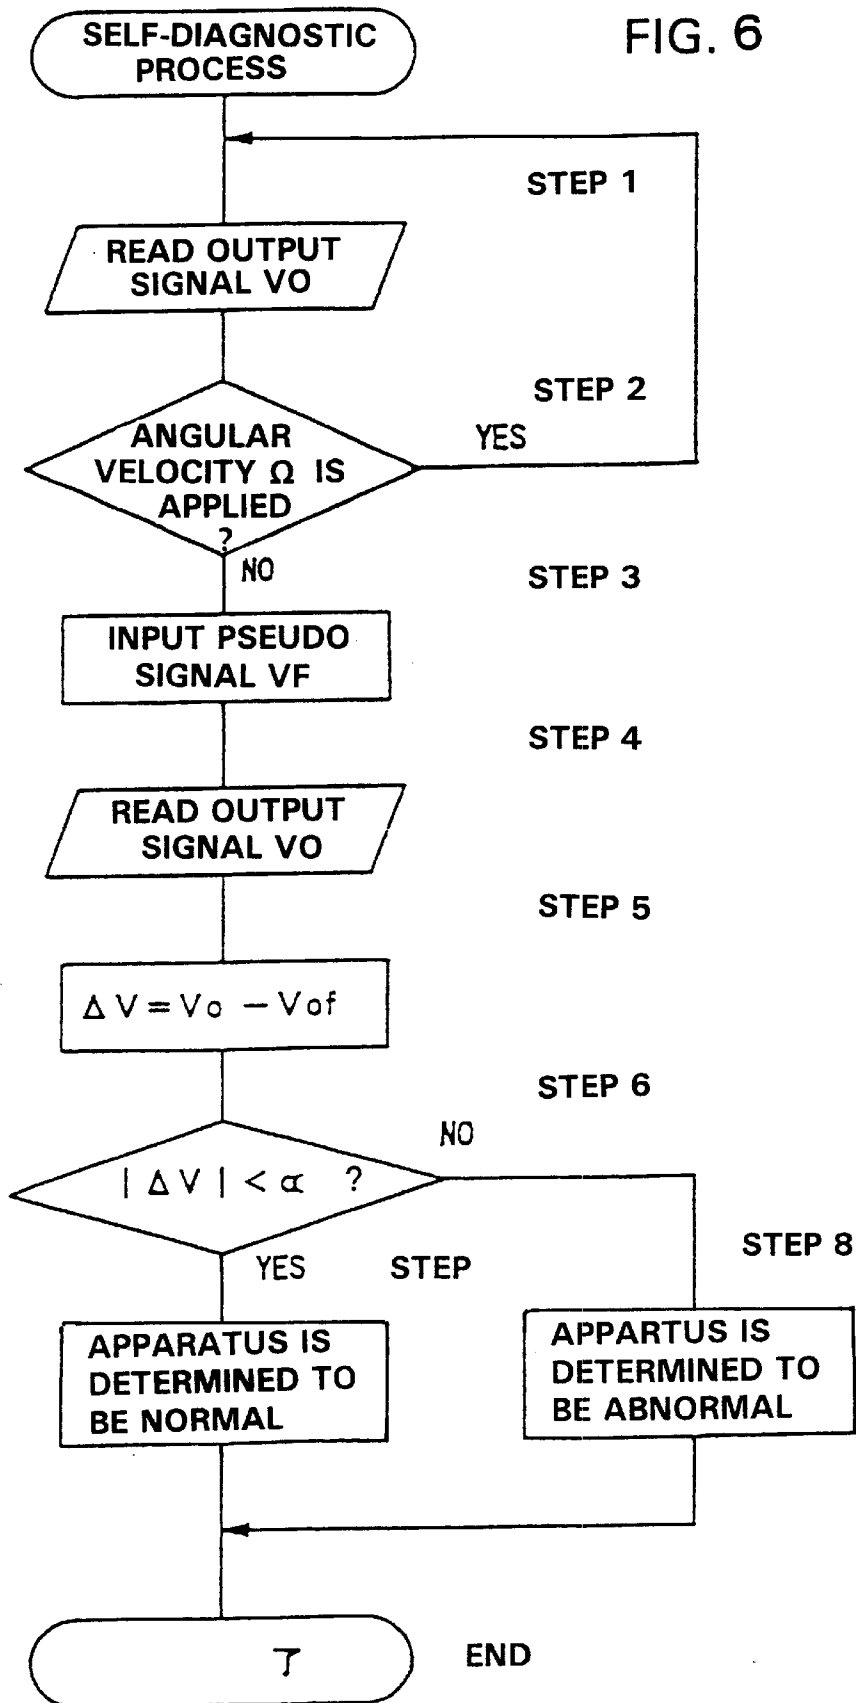 FIG. 6
SELF-DIAGNOSTIC
PROCESS
STEP 1
READ OUTPUT
SIGNAL VO
STEP 2
YES
ANGULAR
VELOCITY Ω IS
APPLIED
?
NO
STEP 3
INPUT PSEUDO
SIGNAL VF
STEP 4
READ OUTPUT
SIGNAL VO
STEP 5
Δ V = Vo − Vof
STEP 6
NO
| Δ V | < α ?
YES
STEP
STEP 8
APPARATUS IS
DETERMINED TO
BE NORMAL
APPARTUS IS
DETERMINED TO
BE ABNORMAL
了
END